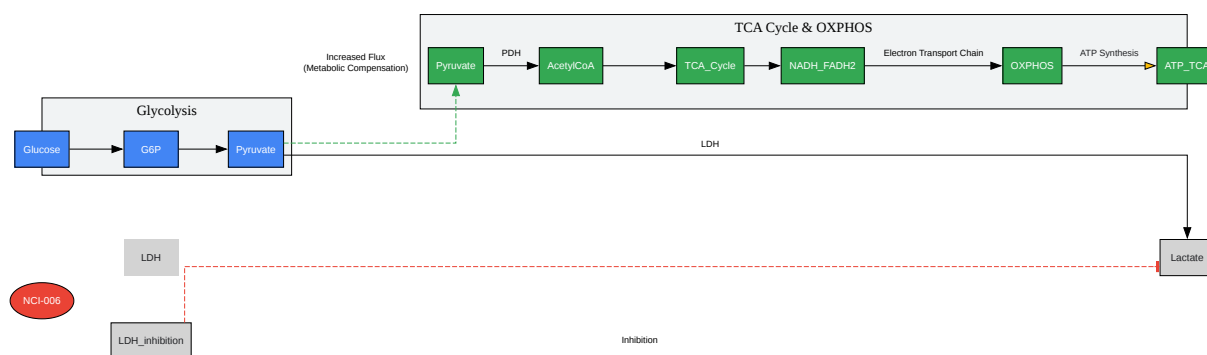 TCA Cycle & OXPHOS
Increased Flux
(Metabolic Compensation)
Pyruvate
PDH
AcetylCoA
TCA_Cycle
NADH_FADH2
Electron Transport Chain
OXPHOS
ATP Synthesis
ATP_TCA
Glycolysis
Glucose
G6P
Pyruvate
LDH
LDH
Lactate
NCI-006
LDH_inhibition
Inhibition